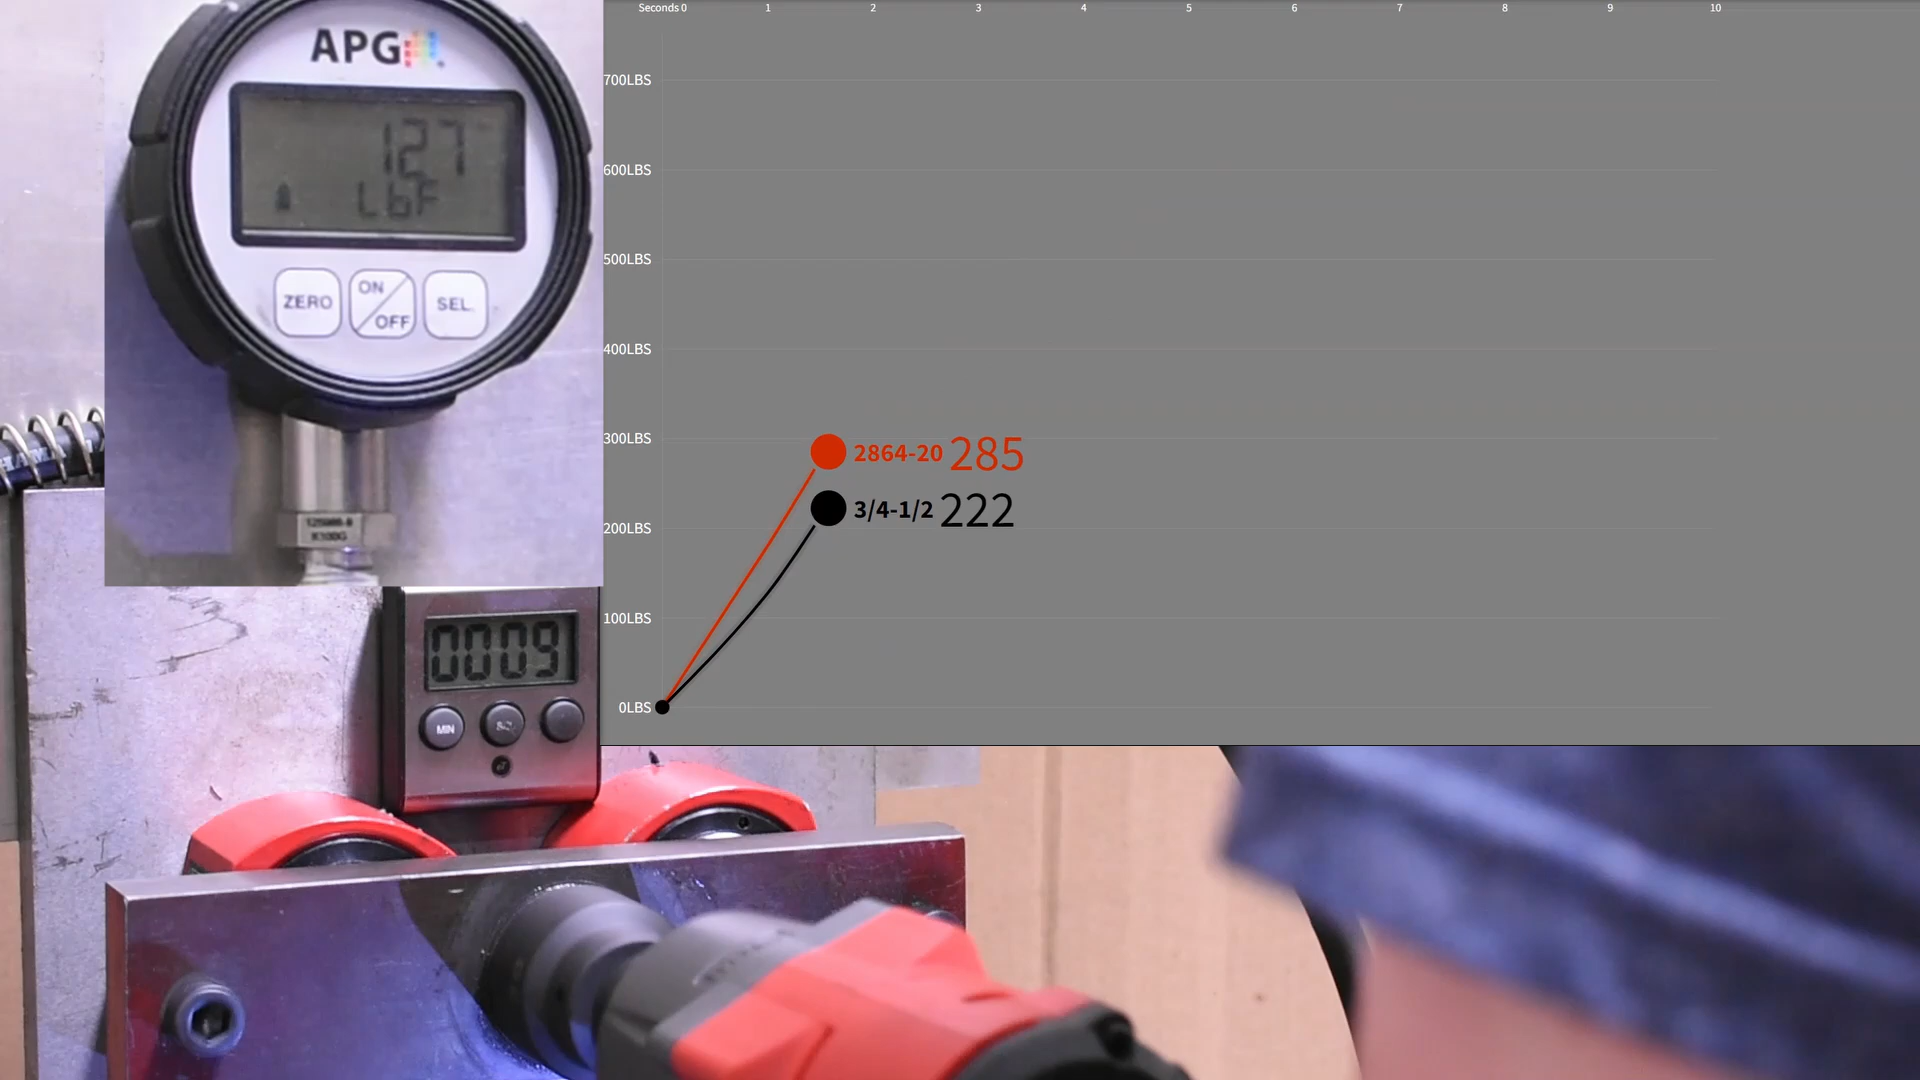 Seconds 0 1 2 3 4 5 6 7 8 9 10
APG
127
LbF
ZERO
ON
OFF
SEL
700LBS
600LBS
500LBS
400LBS
300LBS
200LBS
100LBS
0LBS
2864-20 285
3/4-1/2 222
0009
MIN